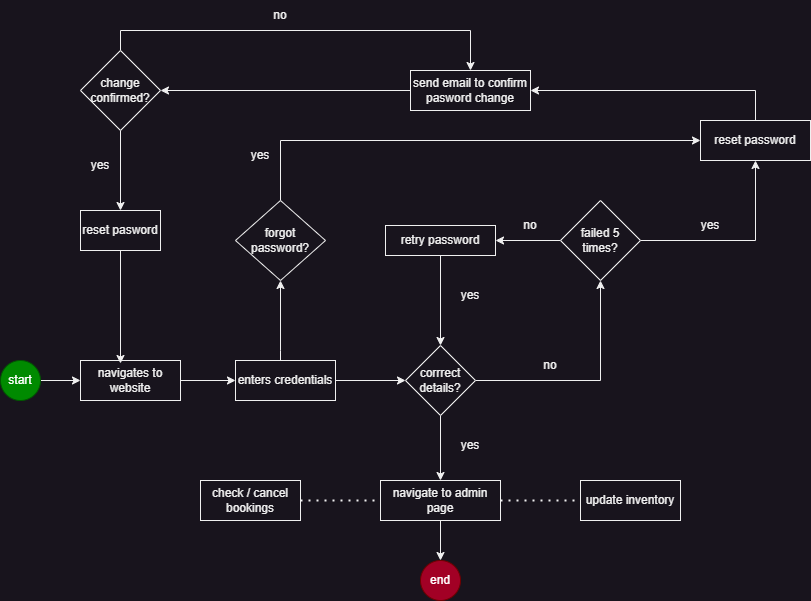 no
change
confirmed?
send email to confirm
pasword change
reset password
yes
yes
reset pasword
forgot
password?
retry password
no
failed 5
times?
yes
yes
start
navigates to
website
enters credentials
corrrect
details?
no
yes
check / cancel
bookings
navigate to admin
page
update inventory
end